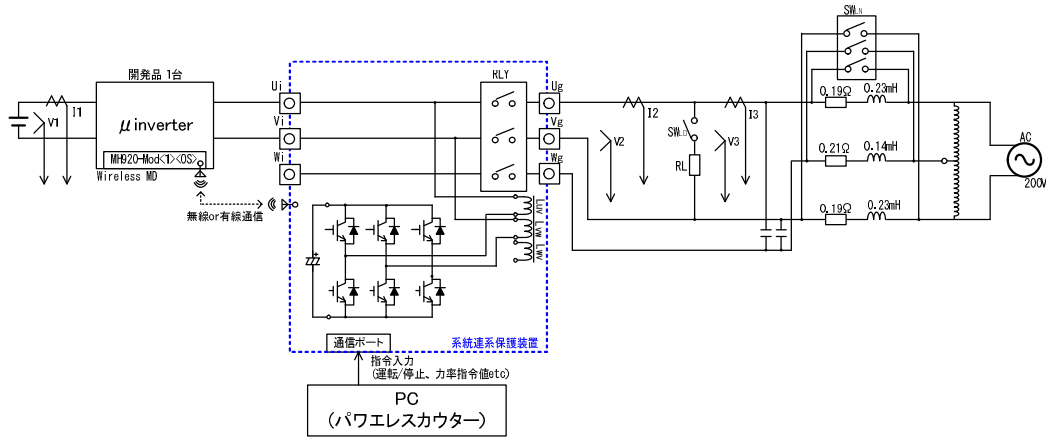 SWLN
開発品 1台
RLY
Ui
Ug
I1
V1
μinverter
Vi
Vg
Wi
Wg
MH920-Mod<1><OS>
Wireless MD
無線or有線通信
I2
V2
RL
I3
V3
0.19Ω
0.23mH
0.21Ω
0.14mH
0.19Ω
0.23mH
AC
200V
LUV
LVW
LWV
通信ポート
系統連系保護装置
指令入力
(運転/停止、力率指令値etc)
PC
(パワエレスカウター)